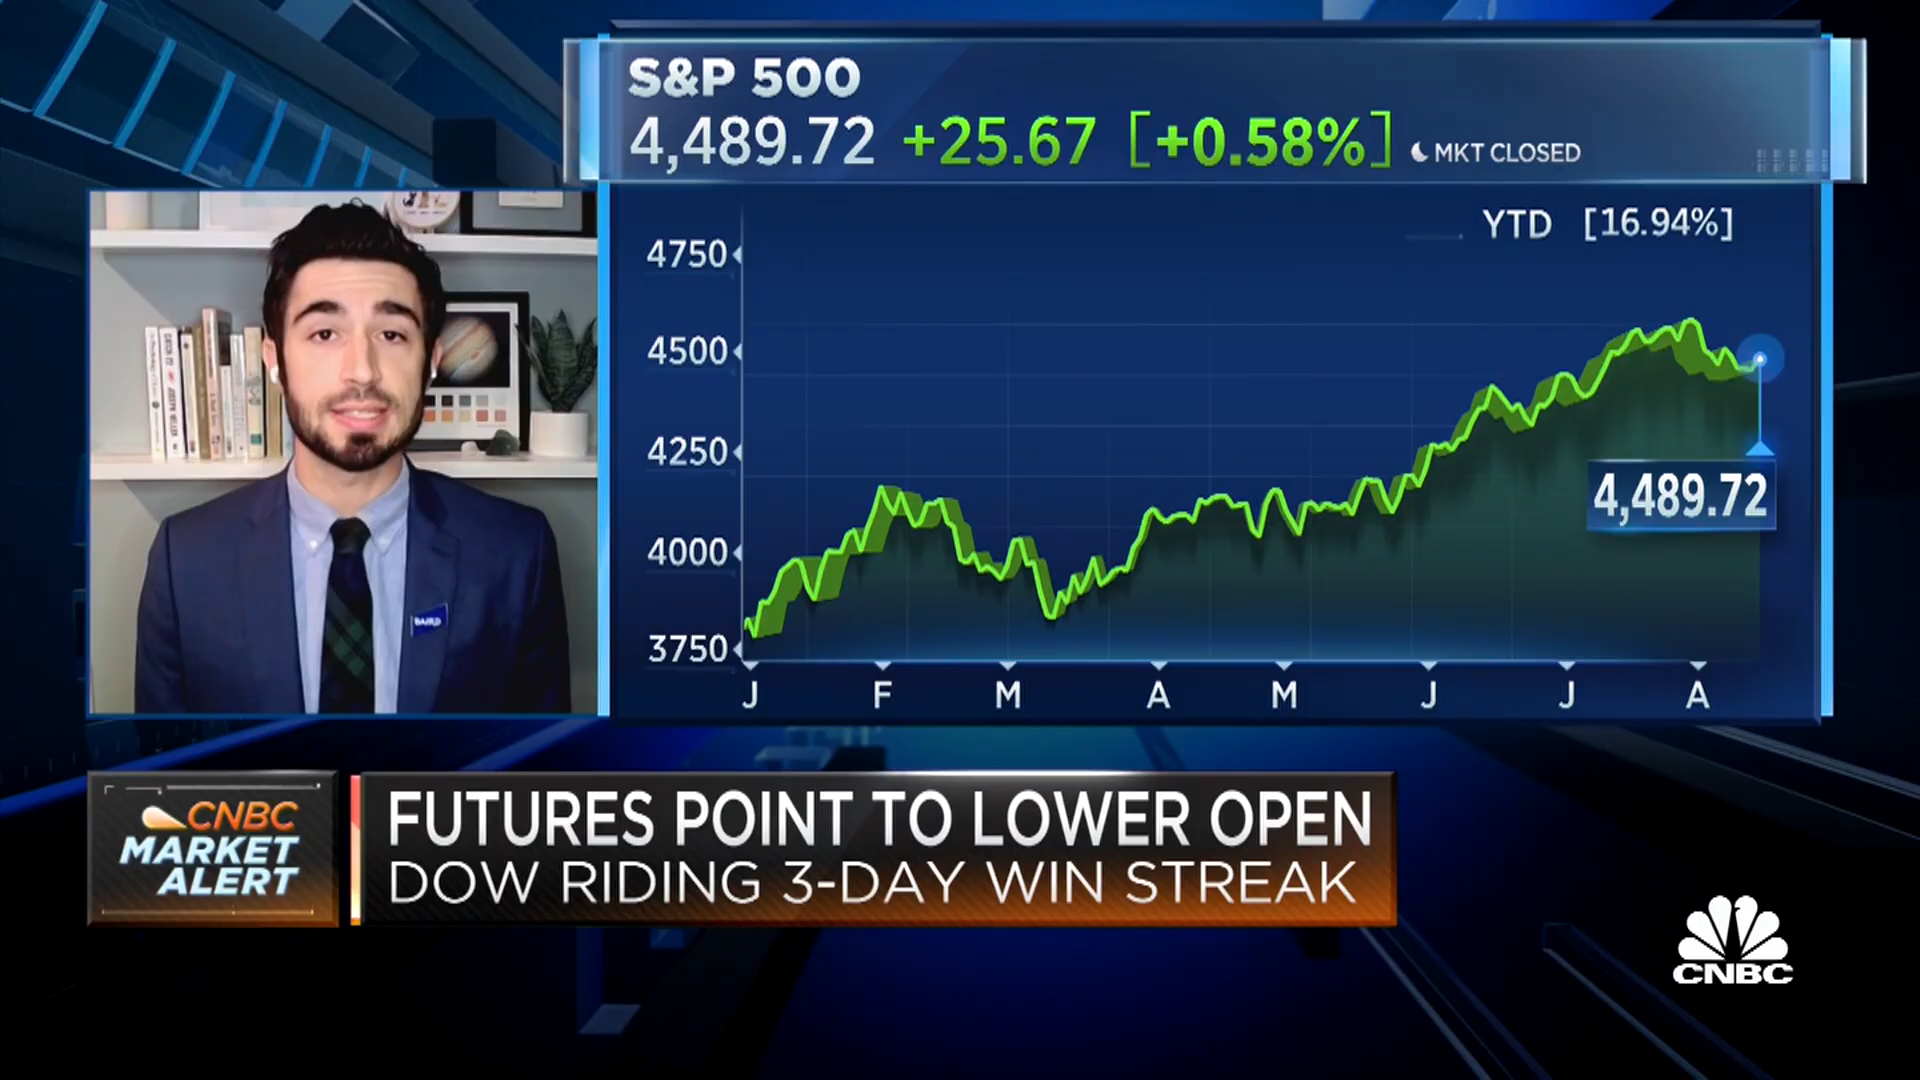 S&P 500
4,489.72 +25.67 [+0.58%] MKT CLOSED
YTD [16.94%]
4750
4500
4250
4000
3750
4,489.72
J F M A M J J A
BAIRD
CNBC
MARKET
ALERT
FUTURES POINT TO LOWER OPEN
DOW RIDING 3-DAY WIN STREAK
CNBC